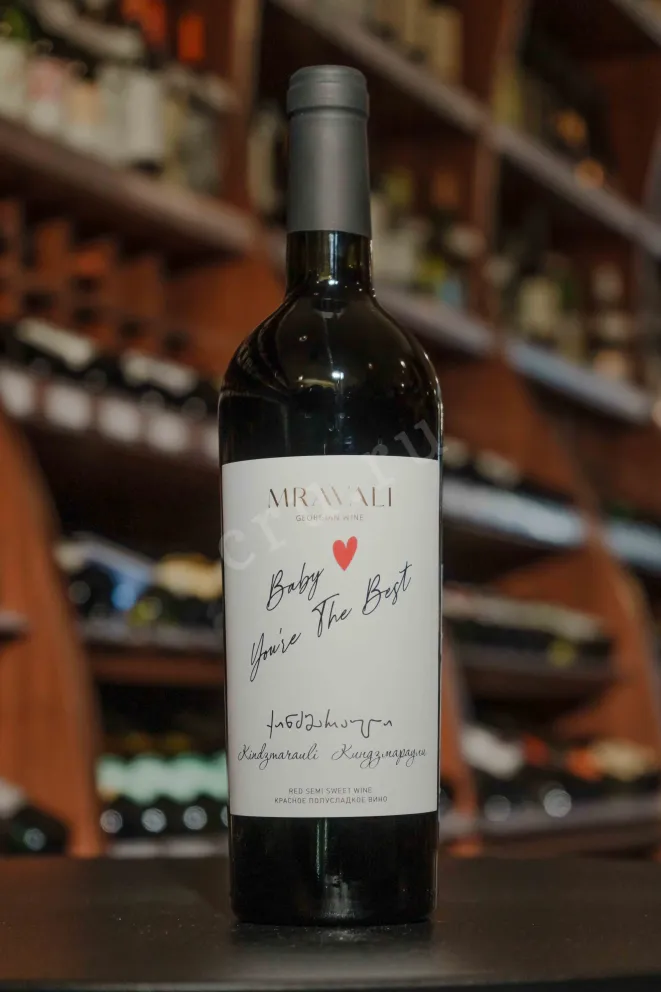 MRAVALI
GEORGIAN WINE
Baby
You're The Best
ქინძმარაული
Kindzmarauli Киндзмараули
RED SEMI SWEET WINE
КРАСНОЕ ПОЛУСЛАДКОЕ ВИНО